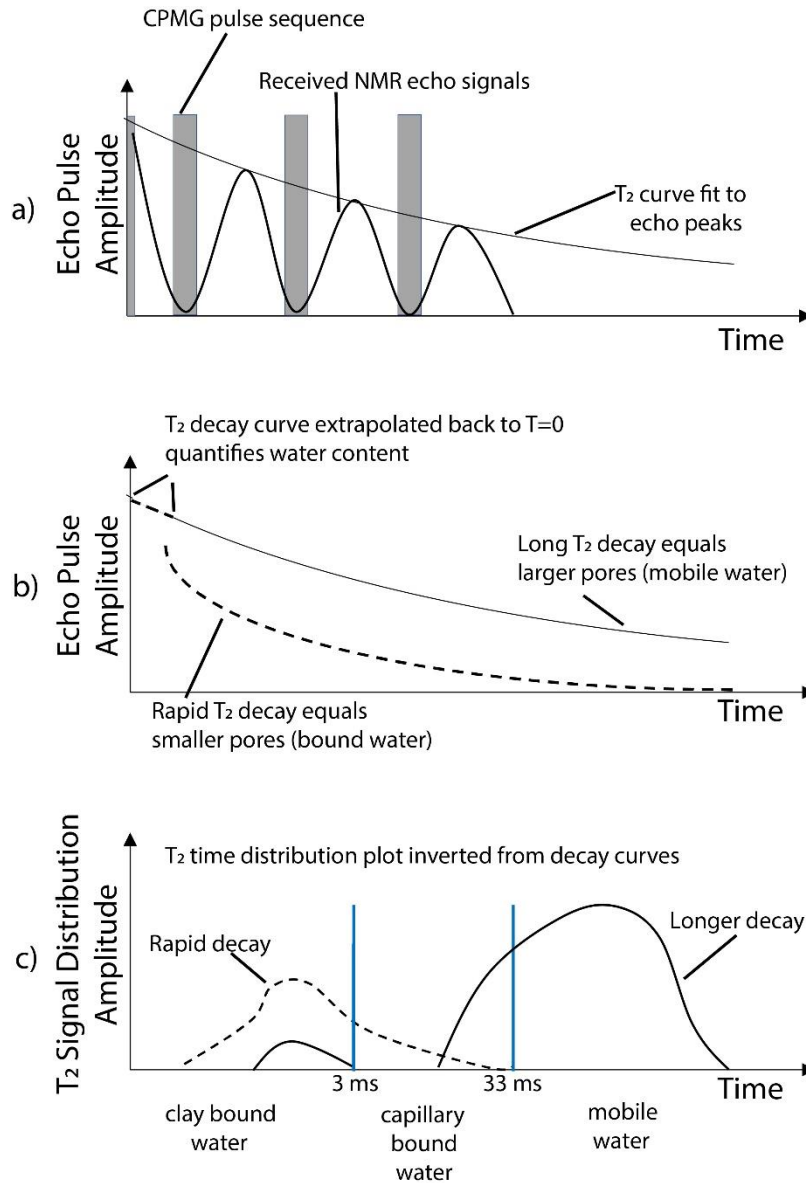 CPMG pulse sequence
Received NMR echo signals
a)
Echo Pulse
Amplitude
T₂ curve fit to
echo peaks
Time
T₂ decay curve extrapolated back to T=0
quantifies water content
b)
Echo Pulse
Amplitude
Long T₂ decay equals
larger pores (mobile water)
Rapid T₂ decay equals
smaller pores (bound water)
Time
T₂ time distribution plot inverted from decay curves
c)
T₂ Signal Distribution
Amplitude
Rapid decay
Longer decay
3 ms
33 ms
Time
clay bound
water
capillary
bound
water
mobile
water